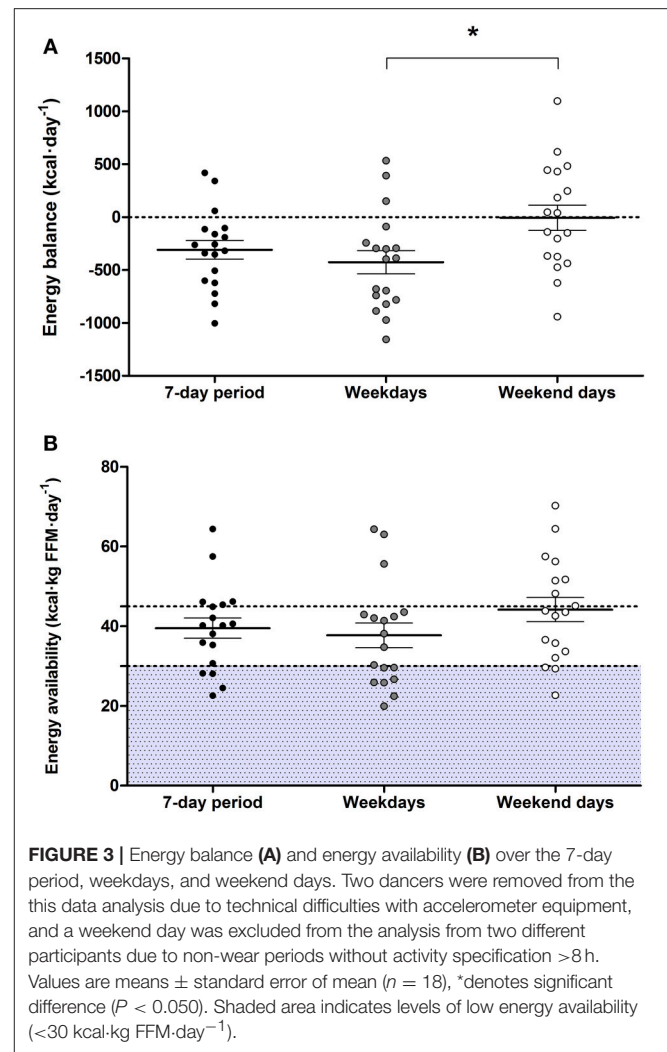 A
*
1500
1000
500
0
-500
-1000
-1500
Energy balance (kcal·day⁻¹)
7-day period Weekdays Weekend days
B
80
60
40
20
0
Energy availability (kcal·kg FFM·day⁻¹)
7-day period Weekdays Weekend days
FIGURE 3 | Energy balance (A) and energy availability (B) over the 7-day
period, weekdays, and weekend days. Two dancers were removed from the
this data analysis due to technical difficulties with accelerometer equipment,
and a weekend day was excluded from the analysis from two different
participants due to non-wear periods without activity specification >8 h.
Values are means ± standard error of mean (n = 18), *denotes significant
difference (P < 0.050). Shaded area indicates levels of low energy availability
(<30 kcal·kg FFM·day⁻¹).